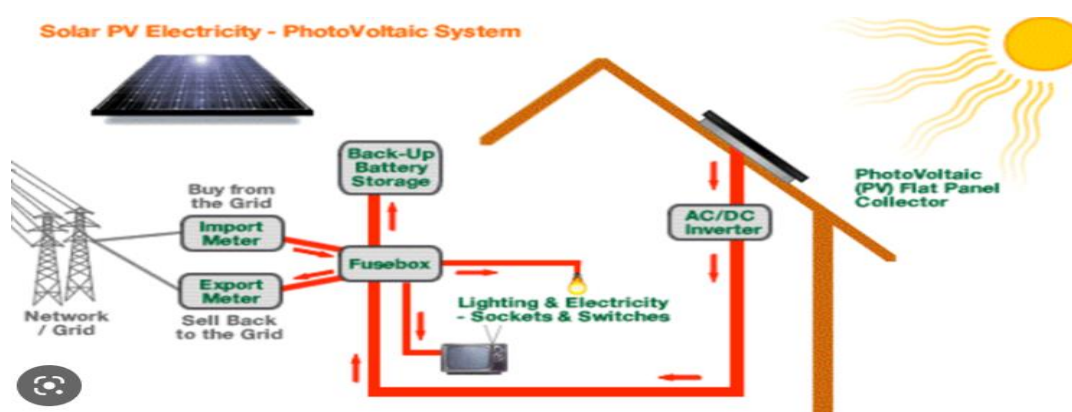 Solar PV Electricity - PhotoVoltaic System
Back-Up
Battery
Storage
Buy from
the Grid
Import
Meter
Fusebox
Export
Meter
Sell Back
to the Grid
Network
/ Grid
Lighting & Electricity
- Sockets & Switches
AC/DC
Inverter
PhotoVoltaic
(PV) Flat Panel
Collector